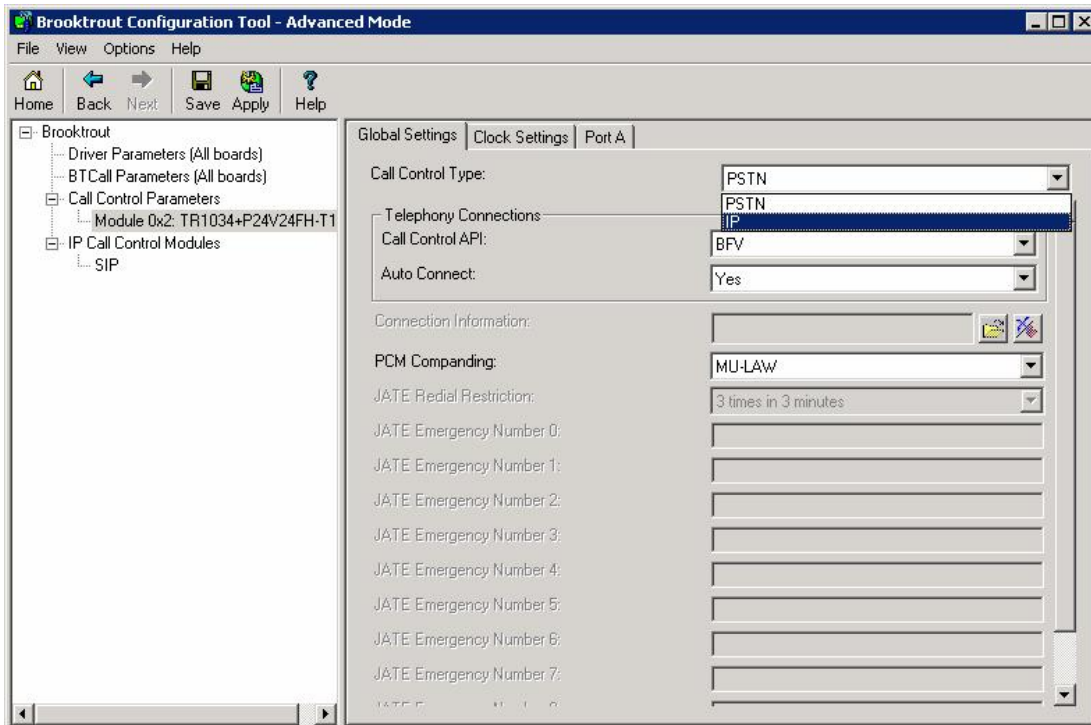 Brooktrout Configuration Tool - Advanced Mode
File View Options Help
Home Back Next Save Apply Help
Brooktrout
Driver Parameters (All boards)
BTCall Parameters (All boards)
Call Control Parameters
Module 0x2: TR1034+P24V24FH-T1
IP Call Control Modules
SIP
Global Settings Clock Settings Port A
Call Control Type: PSTN
PSTN
IP
Telephony Connections
Call Control API: BFV
Auto Connect: Yes
Connection Information:
PCM Companding: MU-LAW
JATE Redial Restriction: 3 times in 3 minutes
JATE Emergency Number 0:
JATE Emergency Number 1:
JATE Emergency Number 2:
JATE Emergency Number 3:
JATE Emergency Number 4:
JATE Emergency Number 5:
JATE Emergency Number 6:
JATE Emergency Number 7: